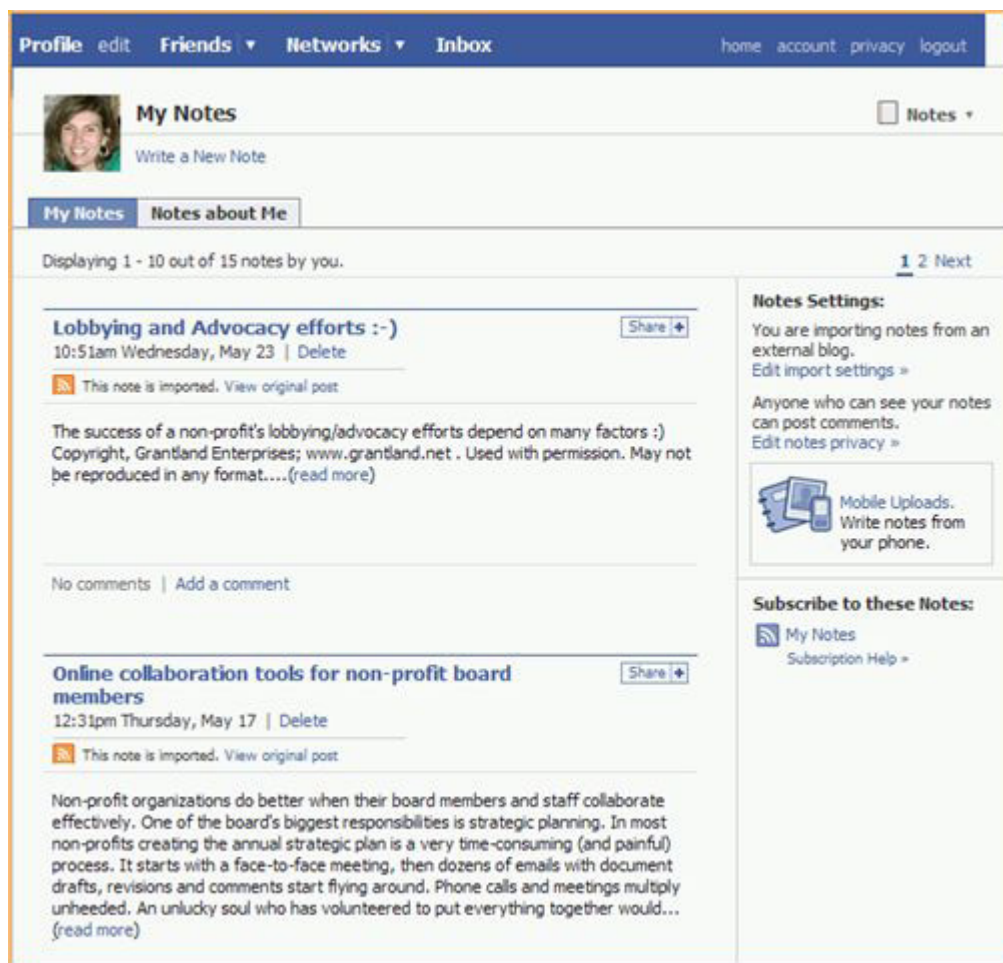 Profile edit Friends ▾ Networks ▾ Inbox home account privacy logout
My Notes
Notes ▾
Write a New Note
My Notes Notes about Me
Displaying 1 - 10 out of 15 notes by you.
1 2 Next
Lobbying and Advocacy efforts :-)
Share +
10:51am Wednesday, May 23 | Delete
This note is imported. View original post
The success of a non-profit's lobbying/advocacy efforts depend on many factors :)
Copyright, Grantland Enterprises; www.grantland.net . Used with permission. May not
be reproduced in any format....(read more)
No comments | Add a comment
Online collaboration tools for non-profit board
members
Share +
12:31pm Thursday, May 17 | Delete
This note is imported. View original post
Non-profit organizations do better when their board members and staff collaborate
effectively. One of the board's biggest responsibilities is strategic planning. In most
non-profits creating the annual strategic plan is a very time-consuming (and painful)
process. It starts with a face-to-face meeting, then dozens of emails with document
drafts, revisions and comments start flying around. Phone calls and meetings multiply
unheeded. An unlucky soul who has volunteered to put everything together would...
(read more)
Notes Settings:
You are importing notes from an
external blog.
Edit import settings »
Anyone who can see your notes
can post comments.
Edit notes privacy »
Mobile Uploads.
Write notes from
your phone.
Subscribe to these Notes:
My Notes
Subscription Help »